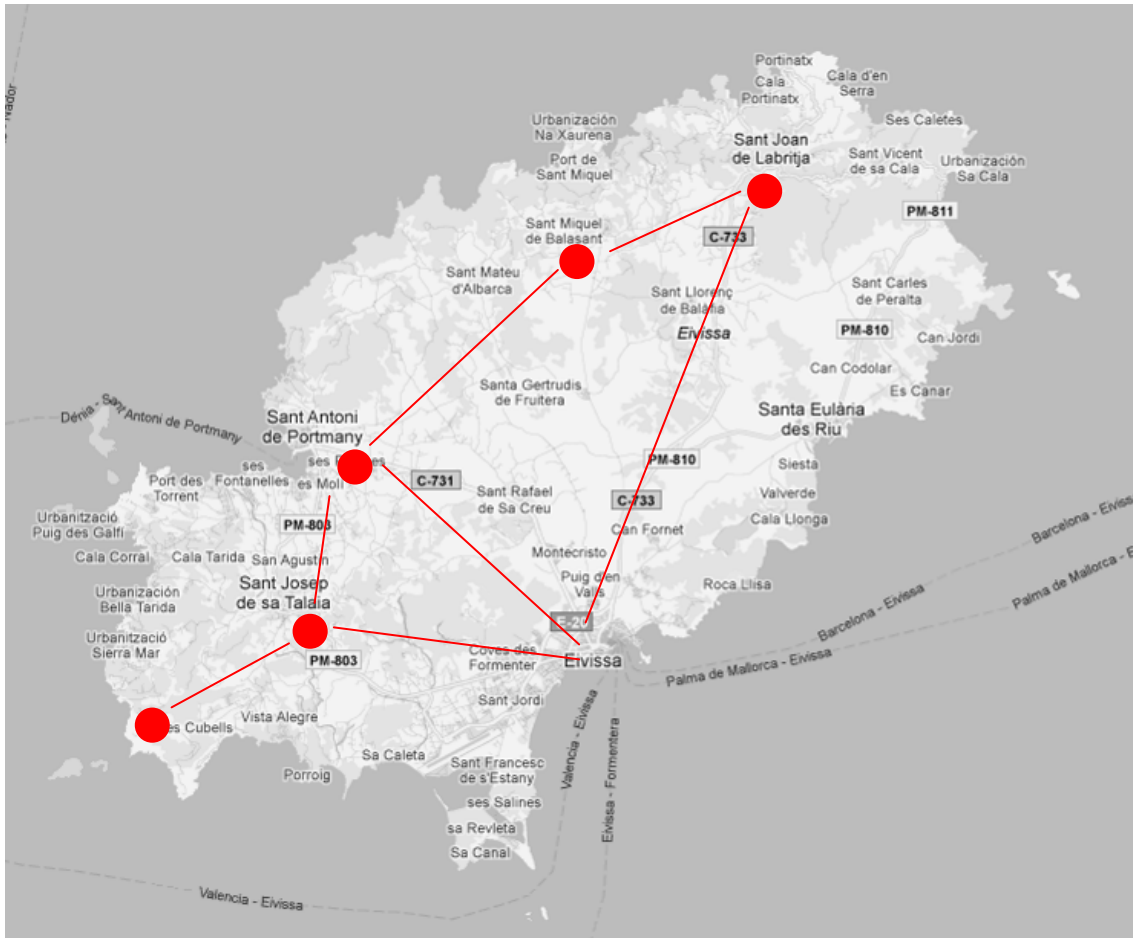 - Nador
Portinatx
Cala
Portinatx
Cala d'en
Serra
Urbanización
Na Xaurena
Ses Caletes
Sant Joan
de Labritja
Port de
Sant Miquel
Sant Vicent
de sa Cala
Urbanización
Sa Cala
PM-811
Sant Miquel
de Balasant
C-733
Sant Mateu
d'Albarca
Sant Llorenç
de Balàfia
Sant Carles
de Peralta
Eivissa
PM-810
Can Jordi
Can Codolar
Santa Gertrudis
de Fruitera
Es Canar
Dénia - Sant Antoni de Portmany
Sant Antoni
de Portmany
Santa Eulària
des Riu
ses
Fontanelles
es Molí
PM-810
Siesta
Port des
Torrent
C-731
Sant Rafael
de Sa Creu
C-733
Valverde
Urbanització
Puig des Galfí
PM-803
Can Fornet
Cala Llonga
Cala Corral
Cala Tarida
San Agustín
Montecristo
Barcelona - Eivissa
Sant Josep
de sa Talaia
Puig d'en
Valls
Roca Llisa
Urbanización
Bella Tarida
Palma de Mallorca - E
Barcelona - Eivissa
E-20
Urbanizació
Sierra Mar
PM-803
Coves des
Formenter
Eivissa
Palma de Mallorca - Eivissa
Sant Jordi
es Cubells
Vista Alegre
Valencia - Eivissa
Eivissa - Formentera
Sa Caleta
Porroig
Sant Francesc
de s'Estany
ses Salines
sa Revleta
Sa Canal
Valencia - Eivissa